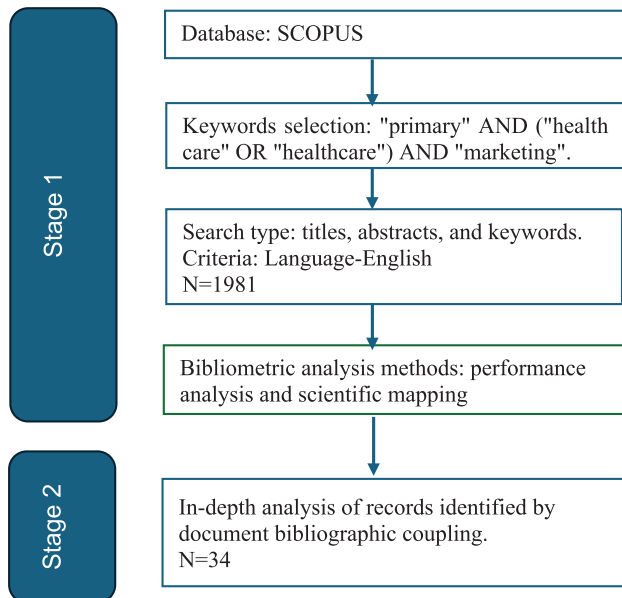 Stage 1
Database: SCOPUS
Keywords selection: "primary" AND ("health
care" OR "healthcare") AND "marketing".
Search type: titles, abstracts, and keywords.
Criteria: Language-English
N=1981
Bibliometric analysis methods: performance
analysis and scientific mapping
Stage 2
In-depth analysis of records identified by
document bibliographic coupling.
N=34